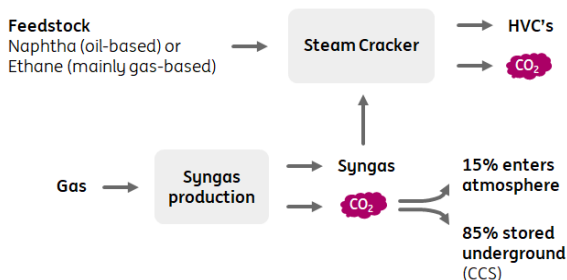 Feedstock
Naphtha (oil-based) or
Ethane (mainly gas-based)
Steam Cracker
HVC's
CO₂
Gas
Syngas
production
Syngas
CO₂
15% enters
atmosphere
85% stored
underground
(CCS)